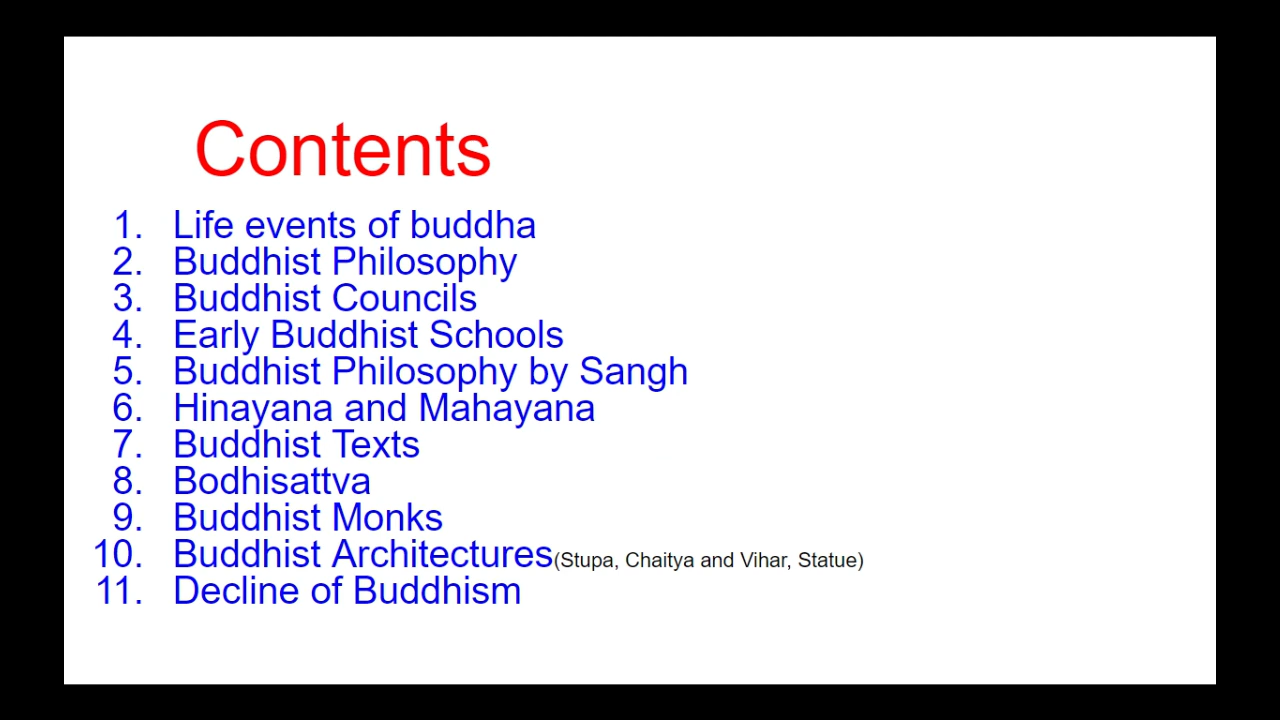 Contents
1. Life events of buddha
2. Buddhist Philosophy
3. Buddhist Councils
4. Early Buddhist Schools
5. Buddhist Philosophy by Sangh
6. Hinayana and Mahayana
7. Buddhist Texts
8. Bodhisattva
9. Buddhist Monks
10. Buddhist Architectures(Stupa, Chaitya and Vihar, Statue)
11. Decline of Buddhism